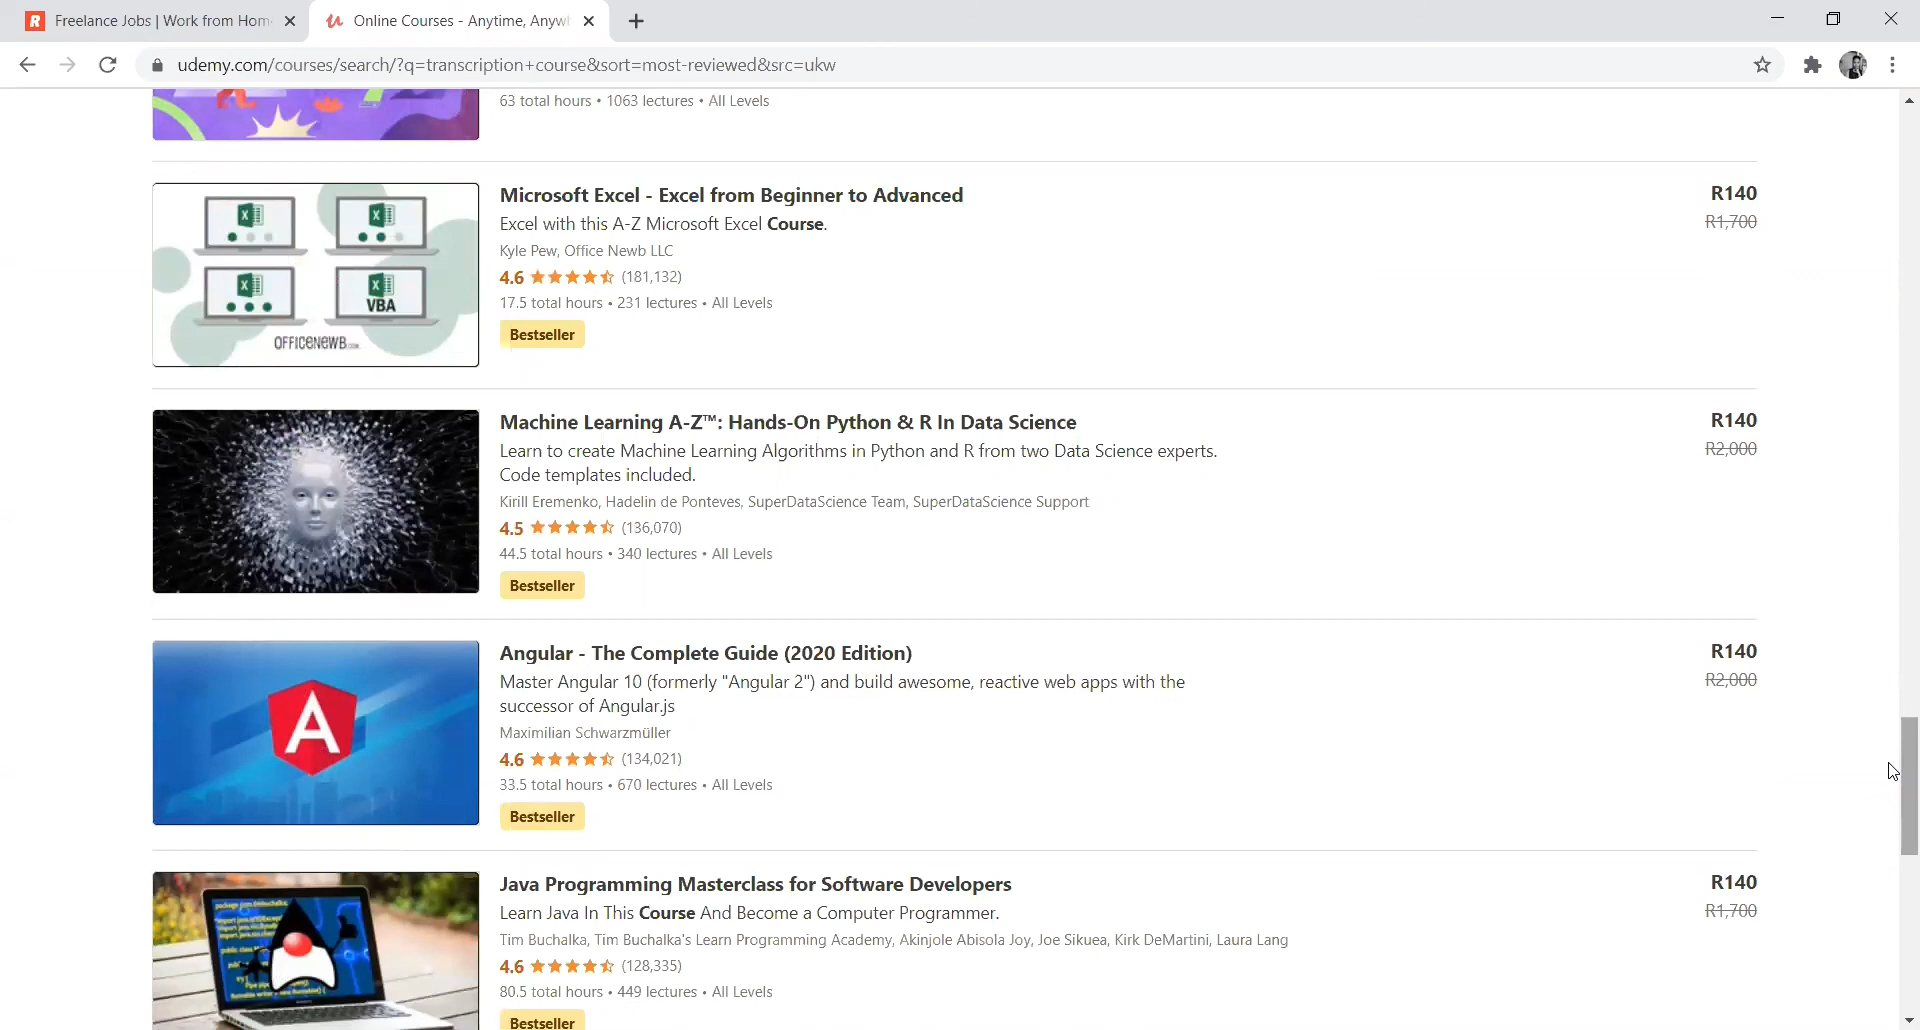 Freelance Jobs | Work from Hom
Online Courses - Anytime, Anyw
udemy.com/courses/search/?q=transcription+course&sort=most-reviewed&src=ukw
63 total hours • 1063 lectures • All Levels
Microsoft Excel - Excel from Beginner to Advanced
R140
Excel with this A-Z Microsoft Excel Course.
R1,700
Kyle Pew, Office Newb LLC
4.6 (181,132)
17.5 total hours • 231 lectures • All Levels
Bestseller
VBA
OFFICENEWB.COM
Machine Learning A-Z™: Hands-On Python & R In Data Science
R140
Learn to create Machine Learning Algorithms in Python and R from two Data Science experts.
R2,000
Code templates included.
Kirill Eremenko, Hadelin de Ponteves, SuperDataScience Team, SuperDataScience Support
4.5 (136,070)
44.5 total hours • 340 lectures • All Levels
Bestseller
Angular - The Complete Guide (2020 Edition)
R140
Master Angular 10 (formerly "Angular 2") and build awesome, reactive web apps with the
R2,000
successor of Angular.js
Maximilian Schwarzmüller
4.6 (134,021)
33.5 total hours • 670 lectures • All Levels
Bestseller
A
Java Programming Masterclass for Software Developers
R140
Learn Java In This Course And Become a Computer Programmer.
R1,700
Tim Buchalka, Tim Buchalka's Learn Programming Academy, Akinjole Abisola Joy, Joe Sikuea, Kirk DeMartini, Laura Lang
4.6 (128,335)
80.5 total hours • 449 lectures • All Levels
Bestseller